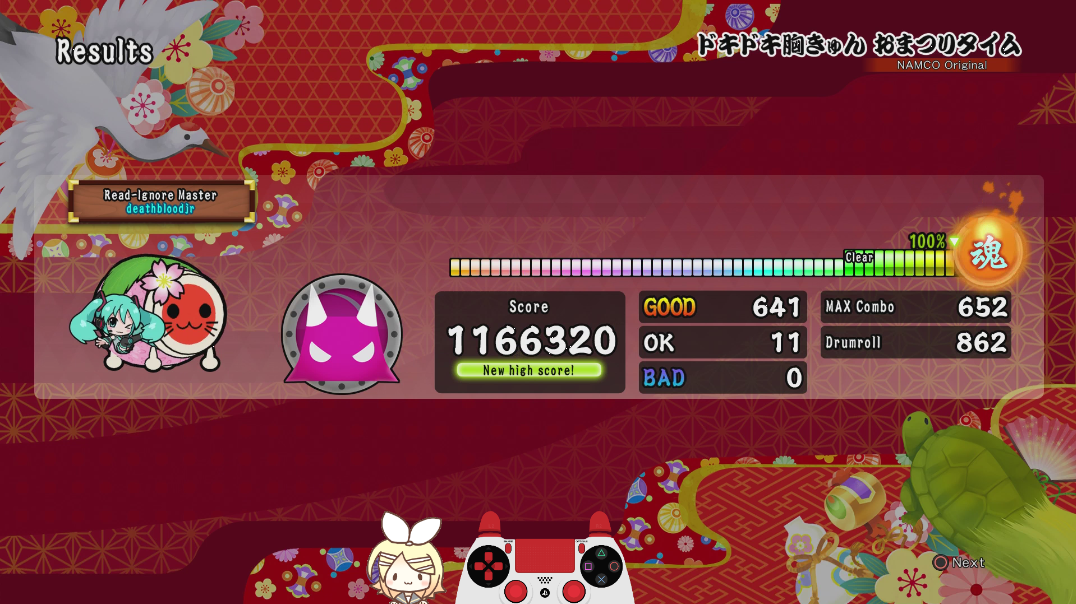 Results
ドキドキ胸きゅん おまつりタイム
NAMCO Original
Read-Ignore Master
deathbloodjr
100%
Clear
魂
Score
1166320
New high score!
GOOD 641
OK 11
BAD 0
MAX Combo 652
Drumroll 862
Next